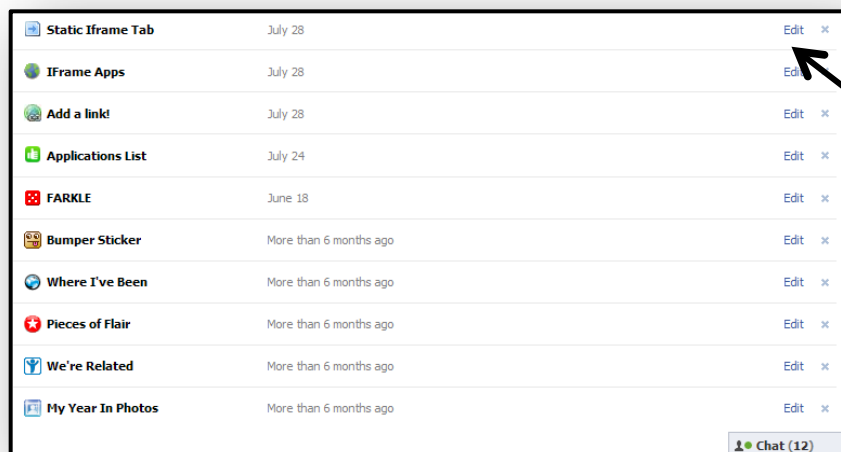 Static Iframe Tab July 28 Edit ×
IFrame Apps July 28 Edit ×
Add a link! July 28 Edit ×
Applications List July 24 Edit ×
FARKLE June 18 Edit ×
Bumper Sticker More than 6 months ago Edit ×
Where I've Been More than 6 months ago Edit ×
Pieces of Flair More than 6 months ago Edit ×
We're Related More than 6 months ago Edit ×
My Year In Photos More than 6 months ago Edit ×
Chat (12)